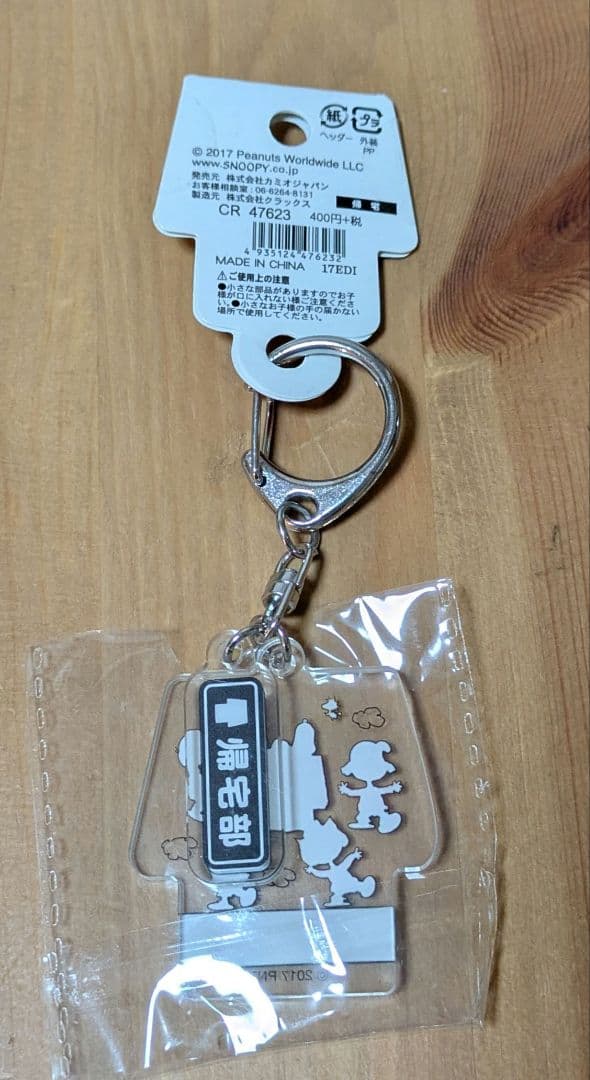 紙
プラ
ヘッダー
外装
PP
© 2017 Peanuts Worldwide LLC
www.SNOOPY.co.jp
発売元 株式会社カミオジャパン
お客様相談室:06-6264-8131
製造元 株式会社クラックス
帰宅
CR 47623 400円+税
4 935124 476232
MADE IN CHINA 17EDI
⚠ご使用上の注意
●小さな部品がありますのでお子
様が口に入れない様ご注意くださ
い。●小さなお子様の手の届かない
場所で使用してください。
帰宅部
© 2017 PN